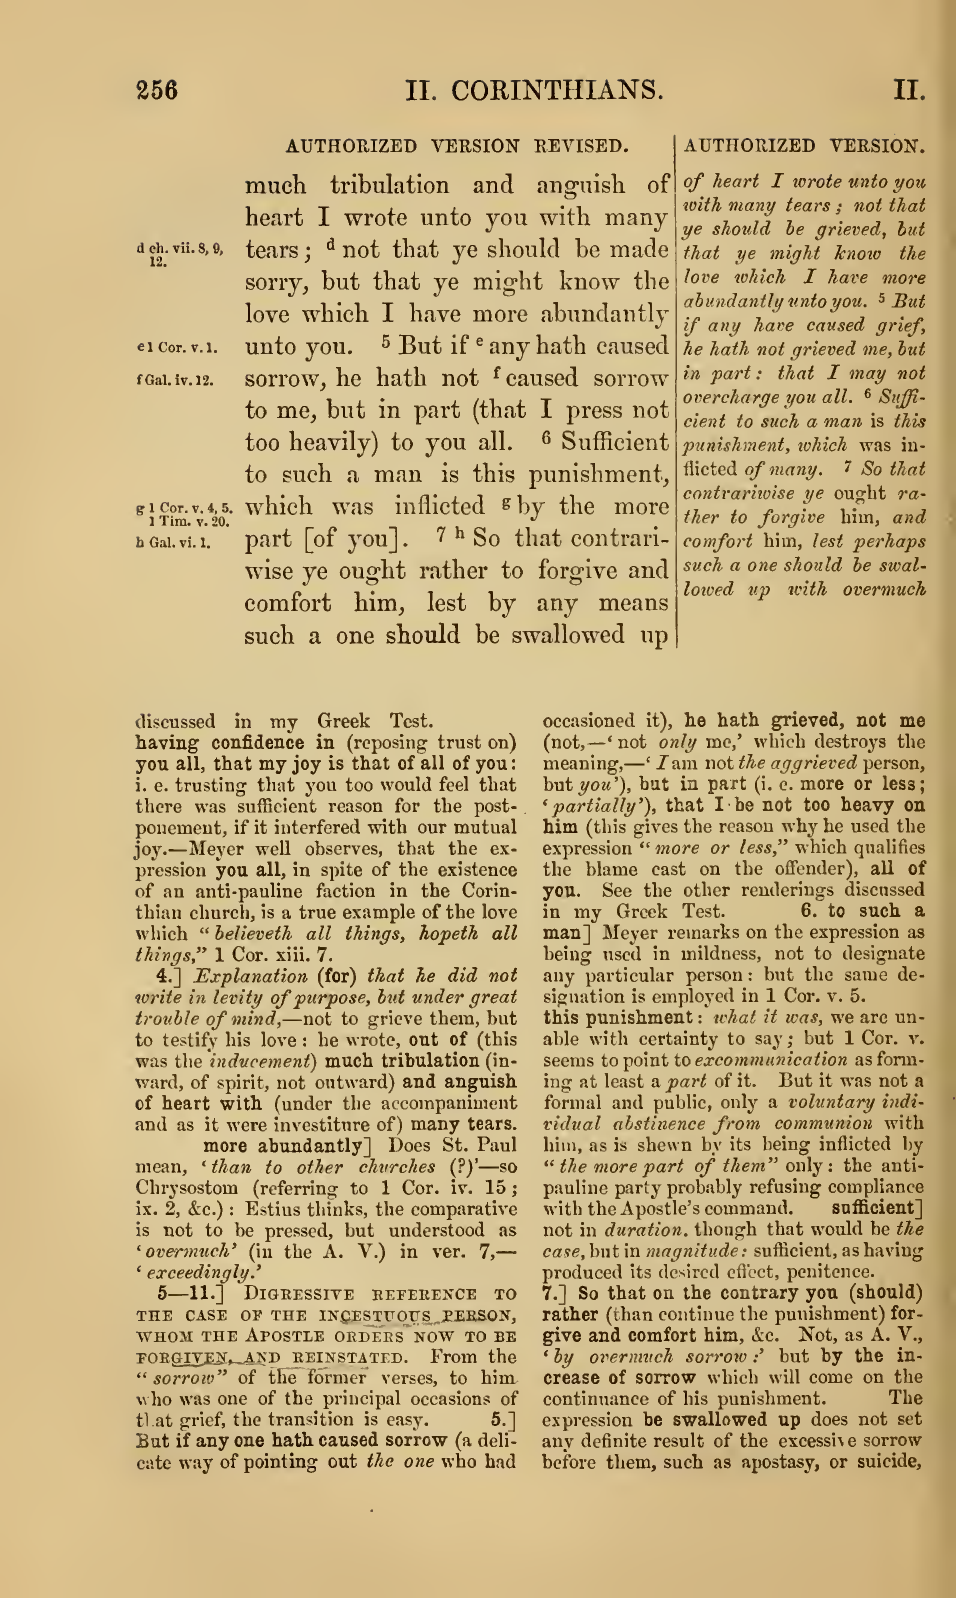 256
II. CORINTHIANS.
II.
AUTHORIZED VERSION REVISED.
much tribulation and anguish of
heart I wrote unto you with many
d ch. vii. 8, 9,
12.
tears; d not that ye should be made
sorry, but that ye might know the
love which I have more abundantly
e 1 Cor. v. 1.
unto you. 5 But if e any hath caused
f Gal. iv. 12.
sorrow, he hath not f caused sorrow
to me, but in part (that I press not
too heavily) to you all. 6 Sufficient
to such a man is this punishment,
g 1 Cor. v. 4, 5.
1 Tim. v. 20.
which was inflicted g by the more
h Gal. vi. 1.
part [of you]. 7 h So that contrari-
wise ye ought rather to forgive and
comfort him, lest by any means
such a one should be swallowed up
AUTHORIZED VERSION.
of heart I wrote unto you
with many tears; not that
ye should be grieved, but
that ye might know the
love which I have more
abundantly unto you. 5 But
if any have caused grief,
he hath not grieved me, but
in part: that I may not
overcharge you all. 6 Suffi-
cient to such a man is this
punishment, which was in-
flicted of many. 7 So that
contrariwise ye ought ra-
ther to forgive him, and
comfort him, lest perhaps
such a one should be swal-
lowed up with overmuch
discussed in my Greek Test.
having confidence in (reposing trust on)
you all, that my joy is that of all of you:
i. e. trusting that you too would feel that
there was sufficient reason for the post-
ponement, if it interfered with our mutual
joy.—Meyer well observes, that the ex-
pression you all, in spite of the existence
of an anti-pauline faction in the Corin-
thian church, is a true example of the love
which "believeth all things, hopeth all
things," 1 Cor. xiii. 7.
4.] Explanation (for) that he did not
write in levity of purpose, but under great
trouble of mind,—not to grieve them, but
to testify his love: he wrote, out of (this
was the inducement) much tribulation (in-
ward, of spirit, not outward) and anguish
of heart with (under the accompaniment
and as it were investiture of) many tears.
more abundantly] Does St. Paul
mean, 'than to other churches (?)'—so
Chrysostom (referring to 1 Cor. iv. 15;
ix. 2, &c.): Estius thinks, the comparative
is not to be pressed, but understood as
'overmuch' (in the A. V.) in ver. 7,—
'exceedingly.'
5—11.] DIGRESSIVE REFERENCE TO
THE CASE OF THE INCESTUOUS PERSON,
WHOM THE APOSTLE ORDERS NOW TO BE
FORGIVEN, AND REINSTATED. From the
"sorrow" of the former verses, to him
who was one of the principal occasions of
that grief, the transition is easy. 5.]
But if any one hath caused sorrow (a deli-
cate way of pointing out the one who had
occasioned it), he hath grieved, not me
(not,—'not only me,' which destroys the
meaning,—'I am not the aggrieved person,
but you'), but in part (i. e. more or less;
'partially'), that I be not too heavy on
him (this gives the reason why he used the
expression "more or less," which qualifies
the blame cast on the offender), all of
you. See the other renderings discussed
in my Greek Test. 6. to such a
man] Meyer remarks on the expression as
being used in mildness, not to designate
any particular person: but the same de-
signation is employed in 1 Cor. v. 5.
this punishment: what it was, we are un-
able with certainty to say; but 1 Cor. v.
seems to point to excommunication as form-
ing at least a part of it. But it was not a
formal and public, only a voluntary indi-
vidual abstinence from communion with
him, as is shewn by its being inflicted by
"the more part of them" only: the anti-
pauline party probably refusing compliance
with the Apostle's command. sufficient]
not in duration, though that would be the
case, but in magnitude: sufficient, as having
produced its desired effect, penitence.
7.] So that on the contrary you (should)
rather (than continue the punishment) for-
give and comfort him, &c. Not, as A. V.,
'by overmuch sorrow:' but by the in-
crease of sorrow which will come on the
continuance of his punishment. The
expression be swallowed up does not set
any definite result of the excessive sorrow
before them, such as apostasy, or suicide,